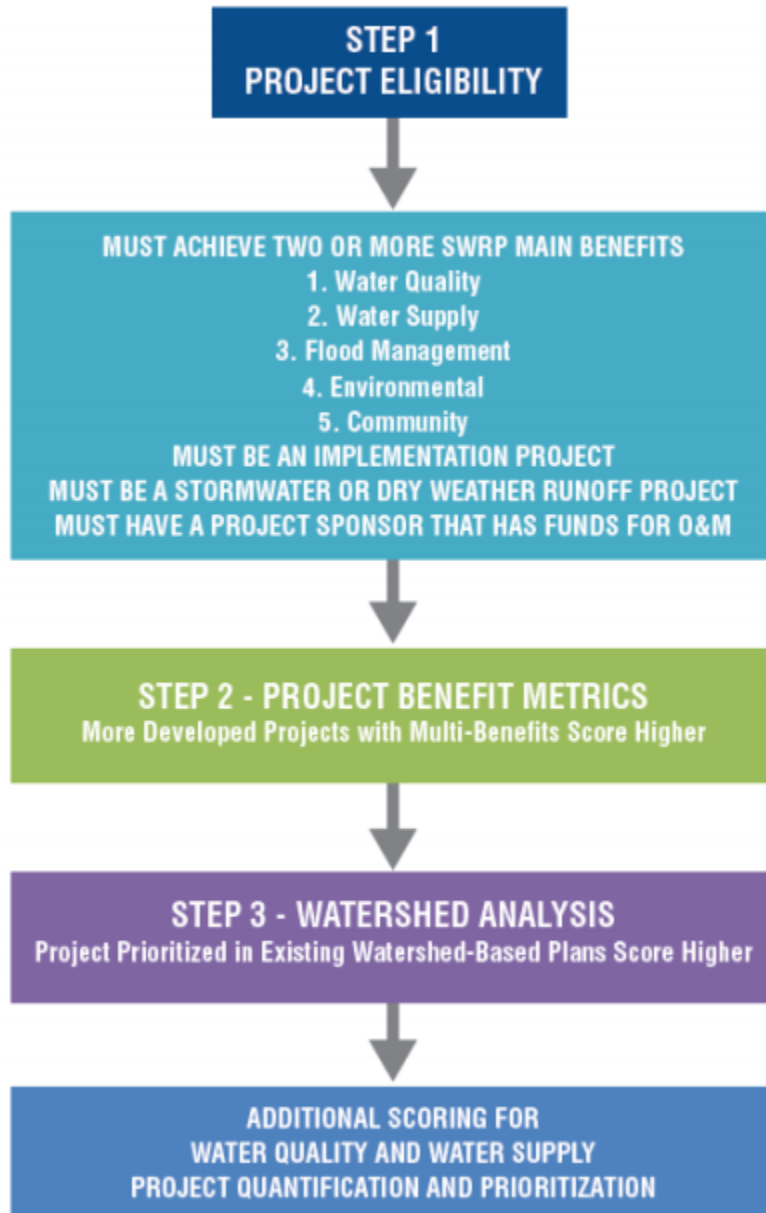 STEP 1
PROJECT ELIGIBILITY
MUST ACHIEVE TWO OR MORE SWRP MAIN BENEFITS
1. Water Quality
2. Water Supply
3. Flood Management
4. Environmental
5. Community
MUST BE AN IMPLEMENTATION PROJECT
MUST BE A STORMWATER OR DRY WEATHER RUNOFF PROJECT
MUST HAVE A PROJECT SPONSOR THAT HAS FUNDS FOR O&M
STEP 2 - PROJECT BENEFIT METRICS
More Developed Projects with Multi-Benefits Score Higher
STEP 3 - WATERSHED ANALYSIS
Project Prioritized in Existing Watershed-Based Plans Score Higher
ADDITIONAL SCORING FOR
WATER QUALITY AND WATER SUPPLY
PROJECT QUANTIFICATION AND PRIORITIZATION